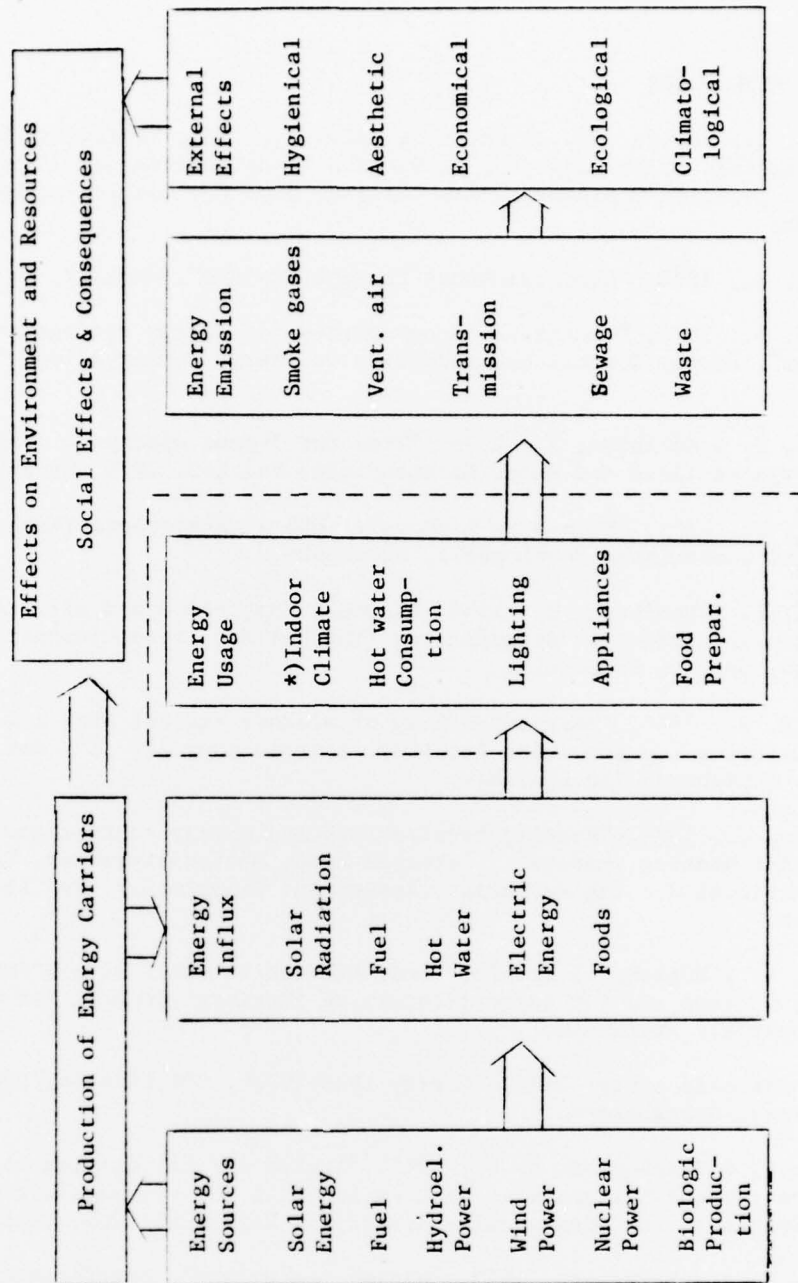 Production of Energy Carriers
Effects on Environment and Resources
Social Effects & Consequences
Energy
Sources
Solar
Energy
Fuel
Hydroel.
Power
Wind
Power
Nuclear
Power
Biologic
Produc-
tion
Energy
Influx
Solar
Radiation
Fuel
Hot
Water
Electric
Energy
Foods
Energy
Usage
*)Indoor
Climate
Hot water
Consump-
tion
Lighting
Appliances
Food
Prepar.
Energy
Emission
Smoke gases
Vent. air
Trans-
mission
Sewage
Waste
External
Effects
Hygienical
Aesthetic
Economical
Ecological
Climato-
logical